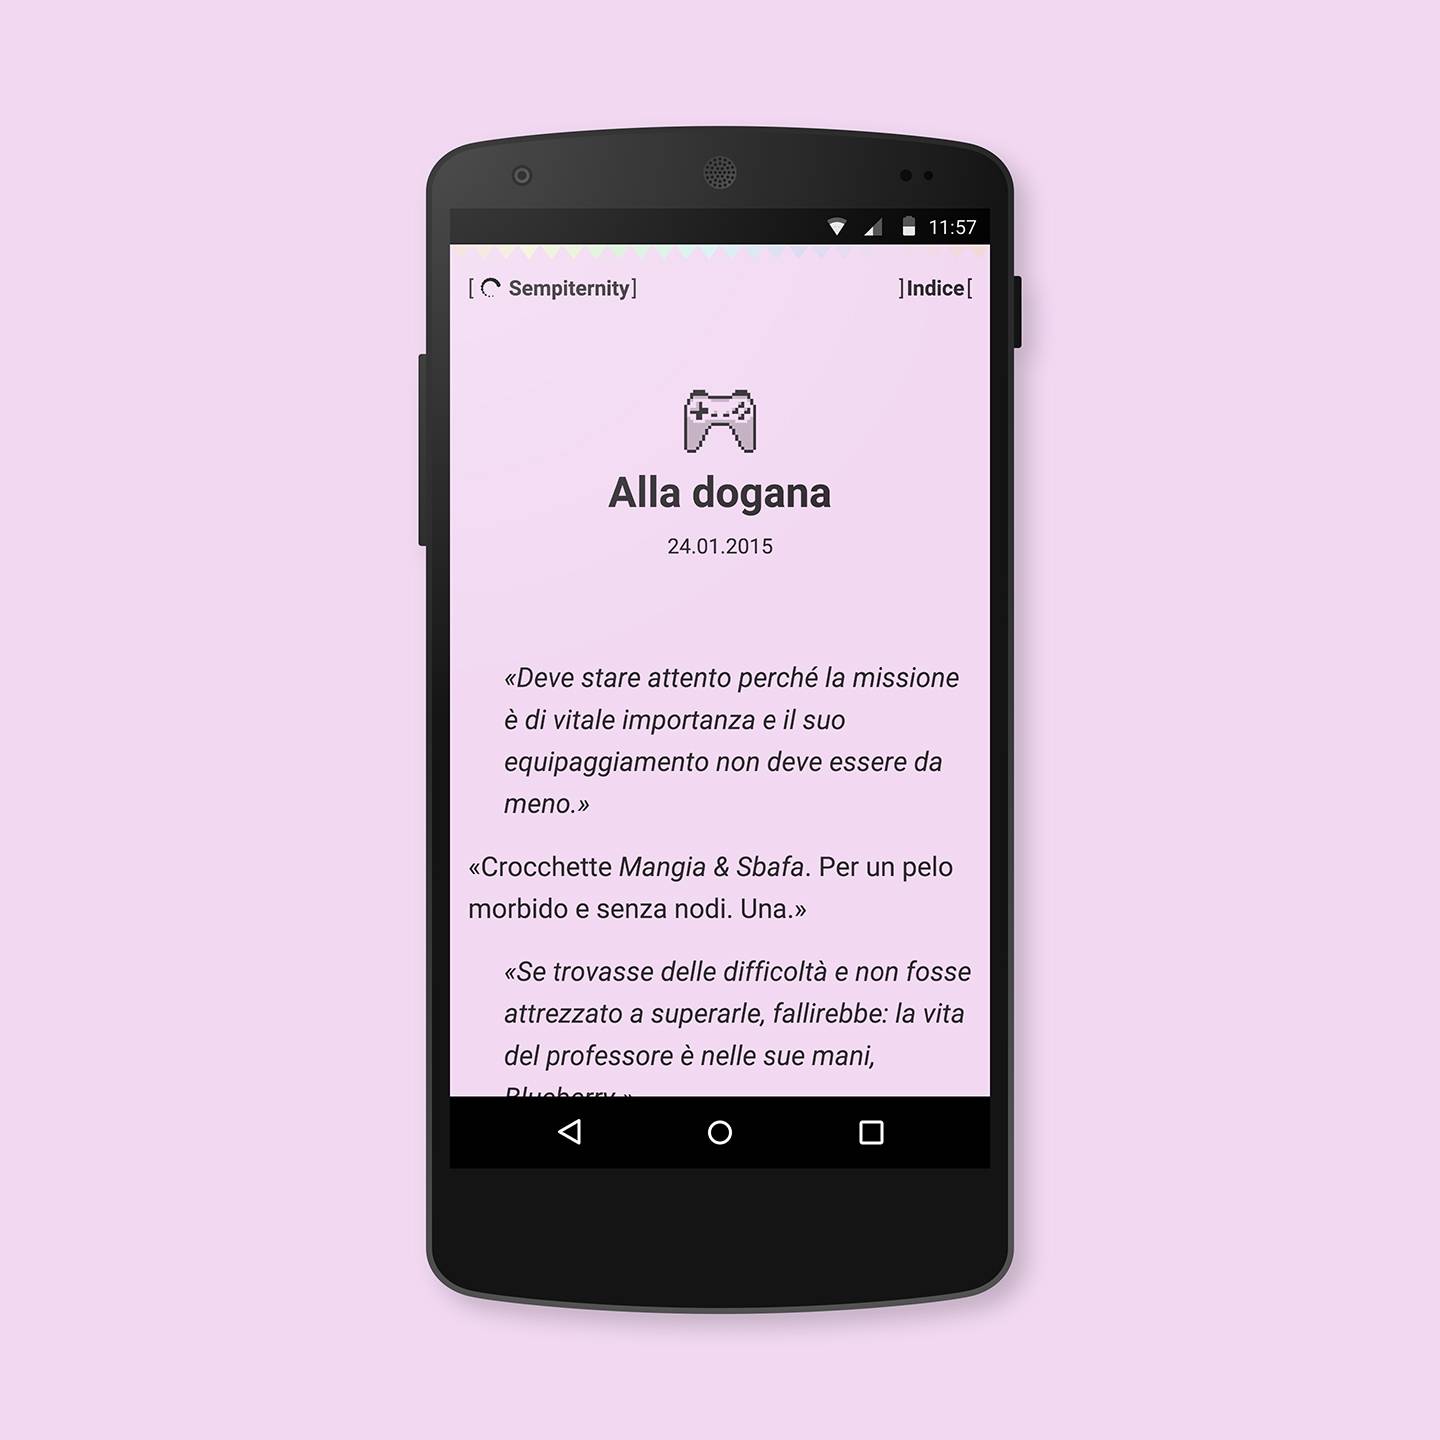 11:57
[ Sempiternity]
]Indice[
Alla dogana
24.01.2015
«Deve stare attento perché la missione
è di vitale importanza e il suo
equipaggiamento non deve essere da
meno.»
«Crocchette Mangia & Sbafa. Per un pelo
morbido e senza nodi. Una.»
«Se trovasse delle difficoltà e non fosse
attrezzato a superarle, fallirebbe: la vita
del professore è nelle sue mani,
Blueberry.»